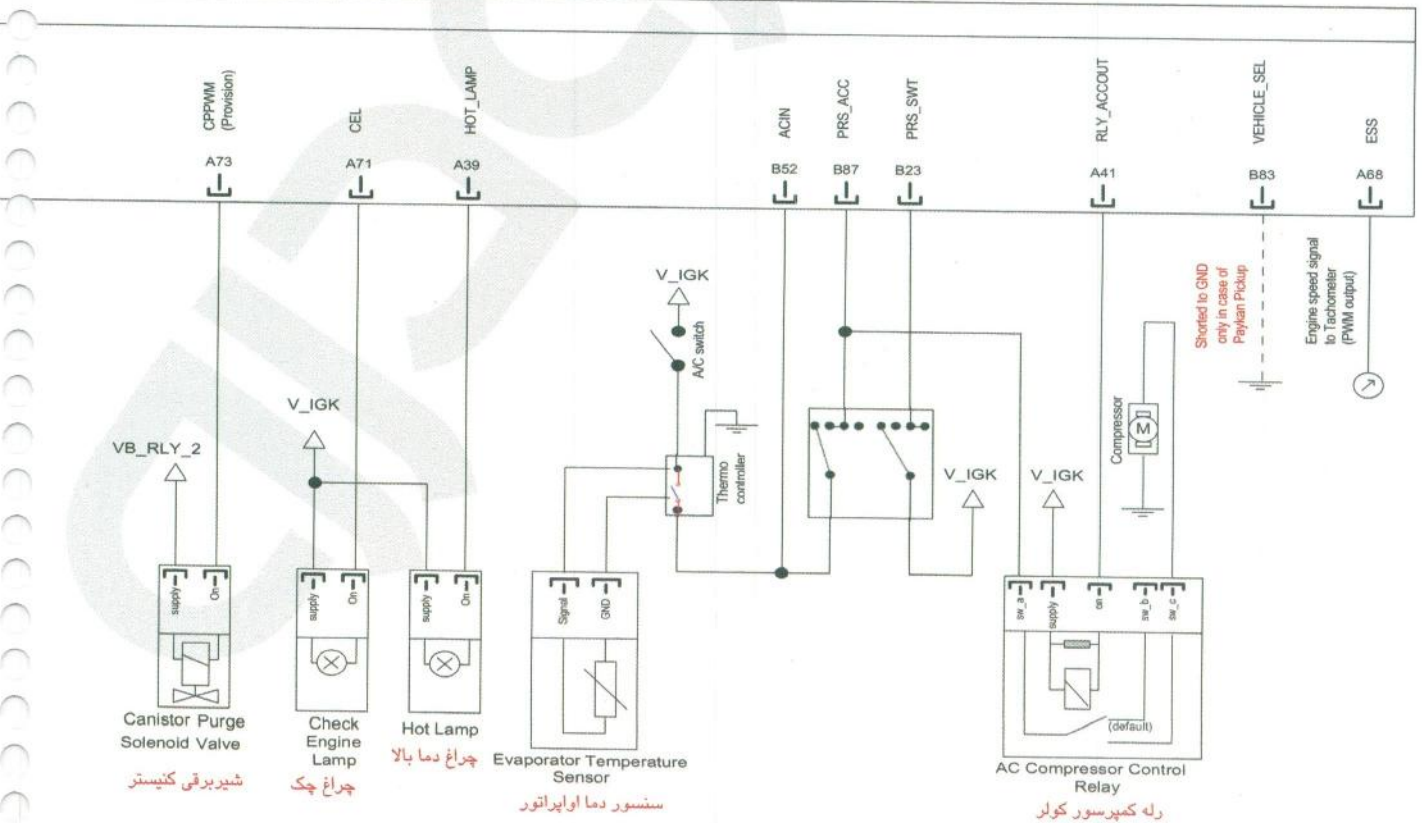 CPPWM
(Provision)
CEL
HOT_LAMP
ACIN
PRS_ACC
PRS_SWT
RLY_ACCOUT
VEHICLE_SEL
ESS
A73
A71
A39
B52
B87
B23
A41
B83
A68
Shorted to GND
only in case of
Paykan Pickup
Engine speed signal
to Tachometer
(PWM output)
V_IGK
A/C switch
V_IGK
VB_RLY_2
Thermo
controller
V_IGK
V_IGK
Compressor
M
supply
On
supply
On
supply
On
Signal
GND
sw_a
supply
on
sw_b
sw_c
(default)
Canistor Purge
Solenoid Valve
شیربرقی کنیستر
Check
Engine
Lamp
چراغ چک
Hot Lamp
چراغ دما بالا
Evaporator Temperature
Sensor
سنسور دما اواپراتور
AC Compressor Control
Relay
رله کمپرسور کولر